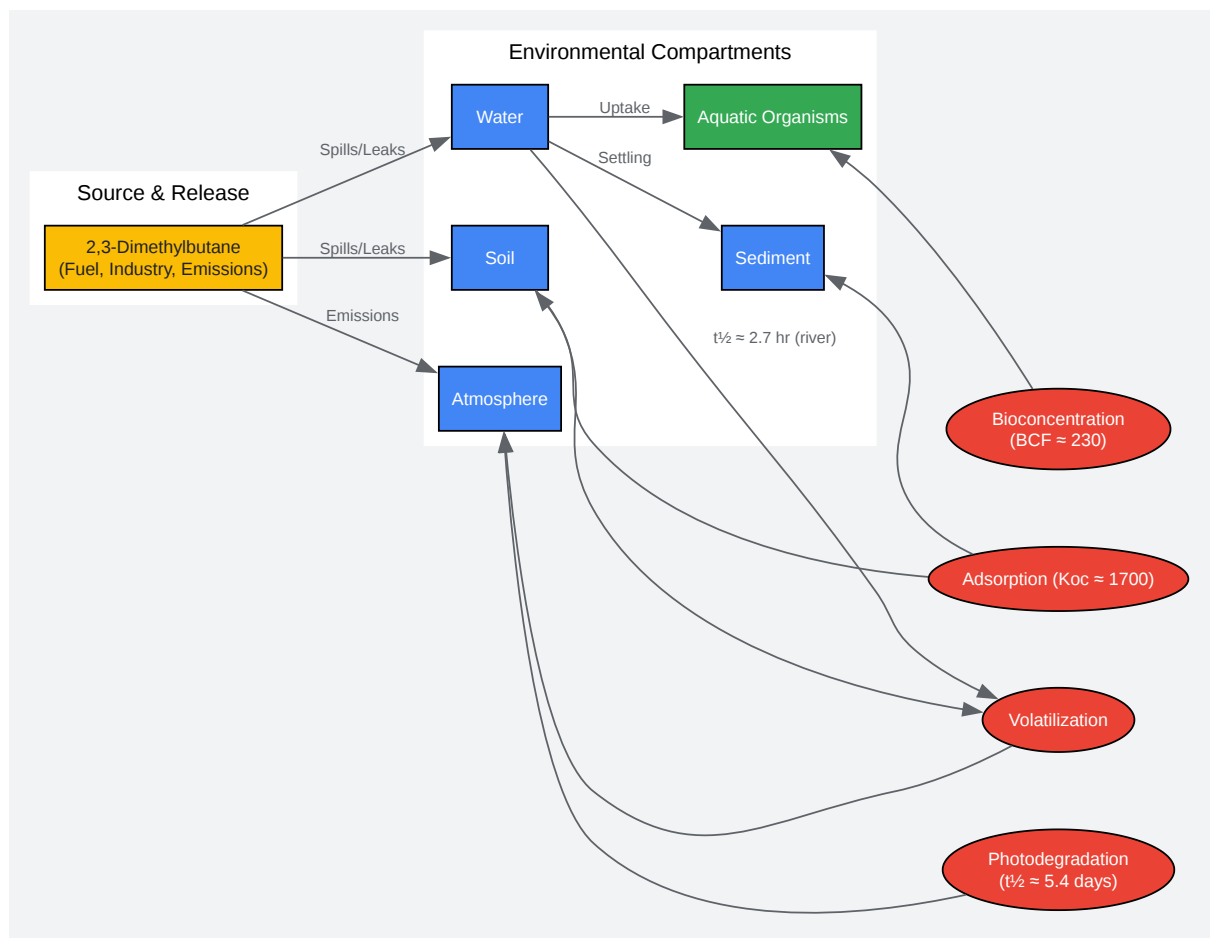 Environmental Compartments
Water
Uptake
Aquatic Organisms
Spills/Leaks
Settling
Source & Release
2,3-Dimethylbutane
(Fuel, Industry, Emissions)
Spills/Leaks
Soil
Sediment
Emissions
t½ ≈ 2.7 hr (river)
Atmosphere
Bioconcentration
(BCF ≈ 230)
Adsorption (Koc ≈ 1700)
Volatilization
Photodegradation
(t½ ≈ 5.4 days)